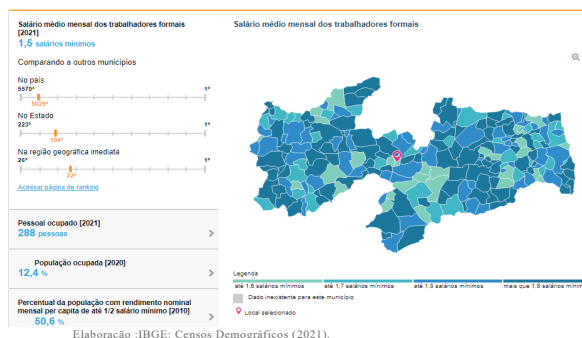 Salário médio mensal dos trabalhadores formais
[2021]
1,5 salários mínimos
Comparando a outros municípios
No país
5570º 1º
5025º
No Estado
223º 1º
194º
Na região geográfica imediata
26º 1º
22º
Acessar página de ranking
Pessoal ocupado [2021]
288 pessoas
População ocupada [2020]
12,4 %
Percentual da população com rendimento nominal
mensal per capita de até 1/2 salário mínimo [2010]
50,6 %
Salário médio mensal dos trabalhadores formais
Legenda
até 1,6 salários mínimos até 1,7 salários mínimos até 1,8 salários mínimos mais que 1,8 salários mínim
Dado inexistente para este município
Local selecionado
Elaboração :IBGE: Censos Demográficos (2021).